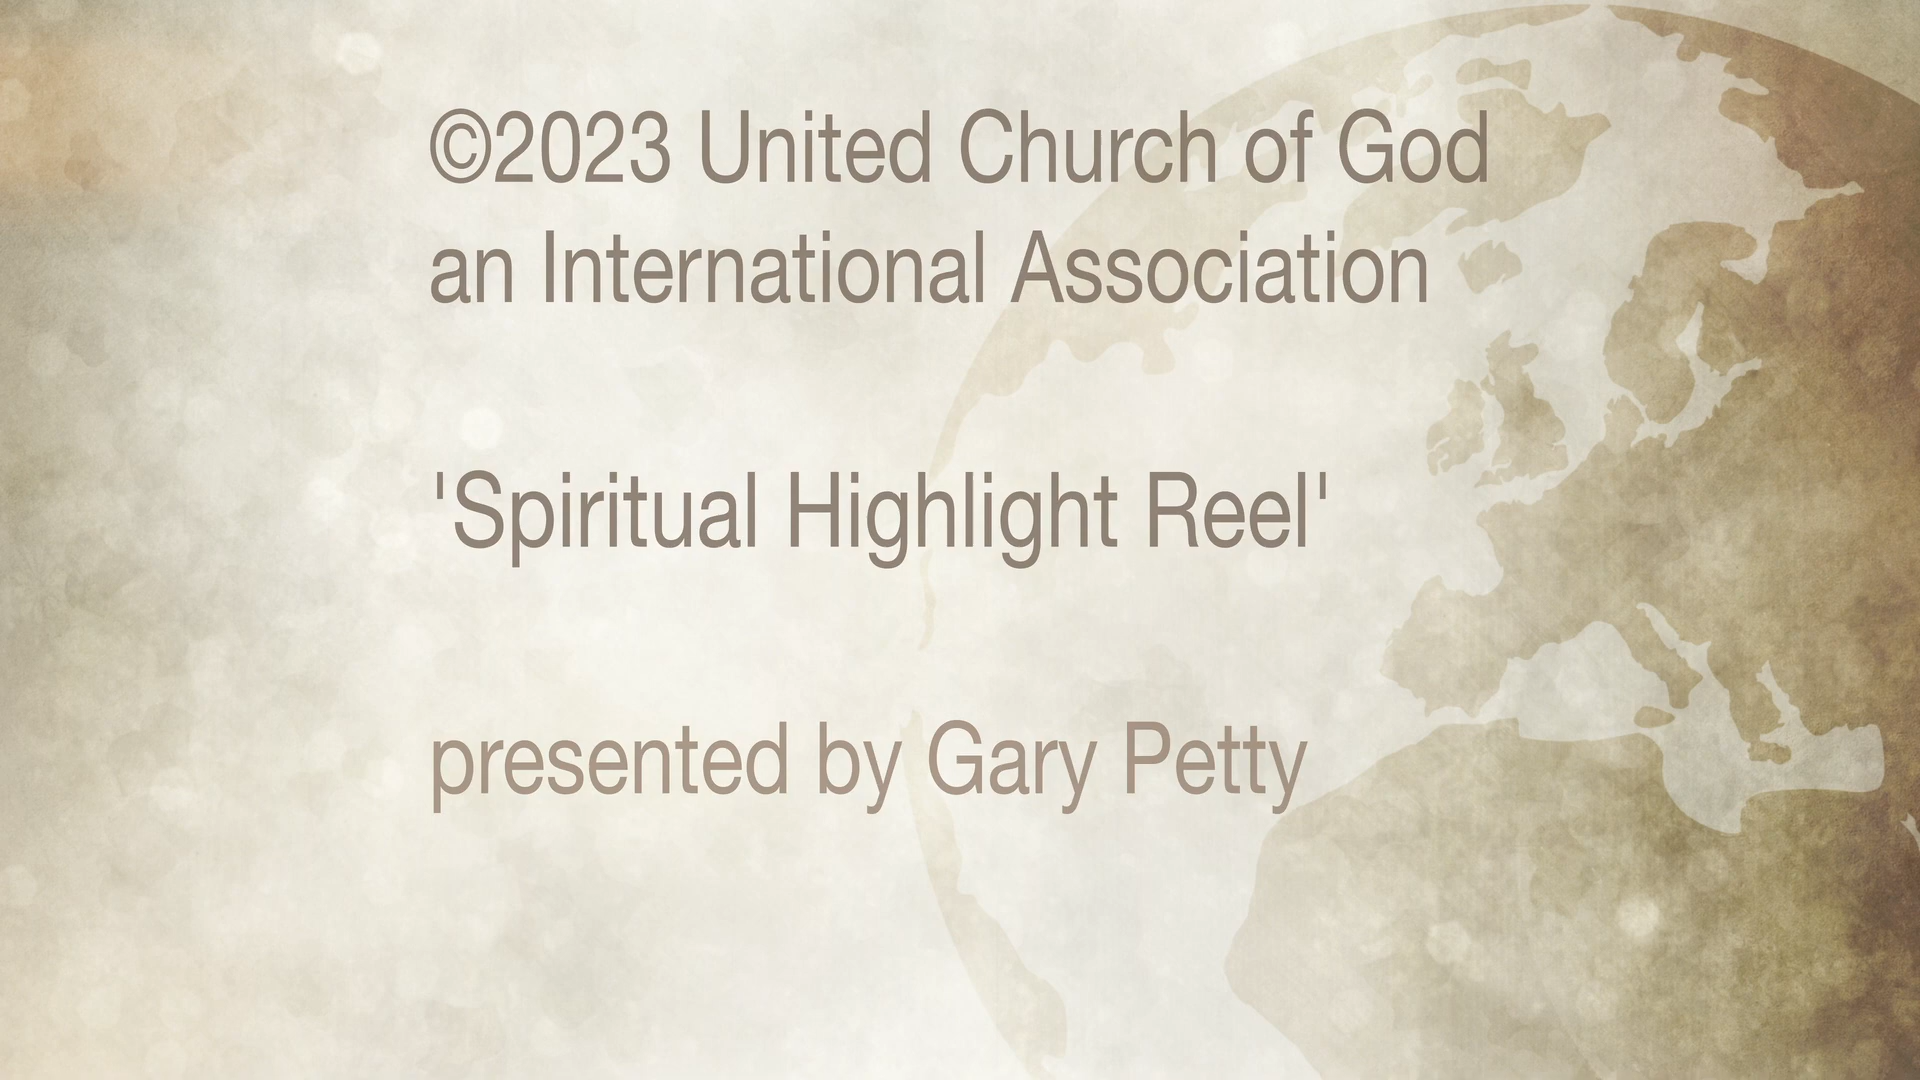 ©2023 United Church of God
an International Association
'Spiritual Highlight Reel'
presented by Gary Petty